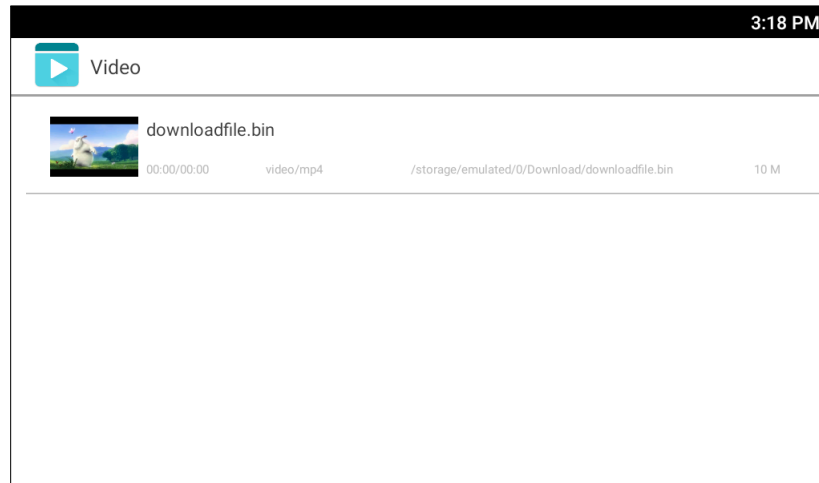 3:18 PM
Video
downloadfile.bin
00:00/00:00 video/mp4 /storage/emulated/0/Download/downloadfile.bin 10 M